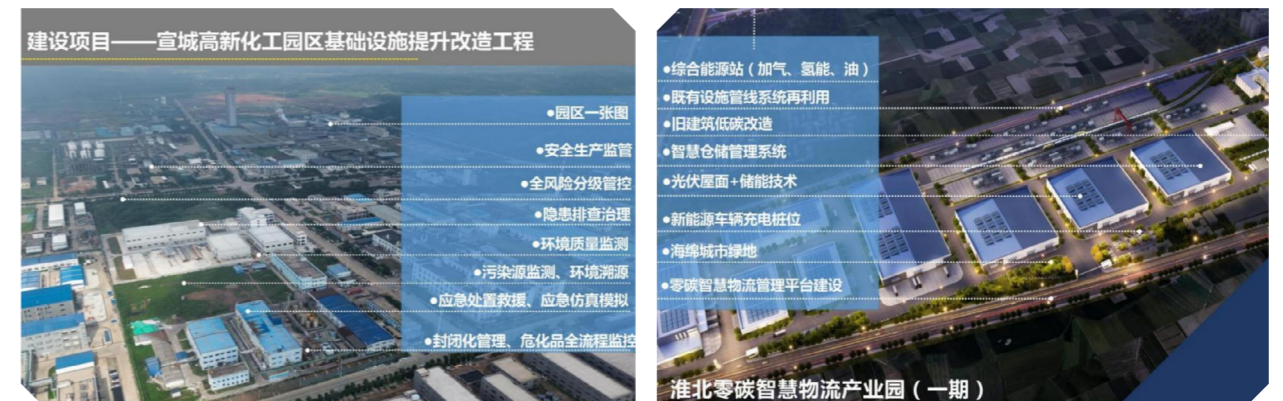 建设项目——宣城高新化工园区基础设施提升改造工程
●园区一张图
●安全生产监管
●全风险分级管控
●隐患排查治理
●环境质量监测
●污染源监测、环境溯源
●应急处置救援、应急仿真模拟
●封闭化管理、危化品全流程监控
●综合能源站（加气、氢能、油）
●既有设施管线系统再利用
●旧建筑低碳改造
●智慧仓储管理系统
●光伏屋面+储能技术
●新能源车辆充电桩位
●海绵城市绿地
●零碳智慧物流管理平台建设
淮北零碳智慧物流产业园（一期）